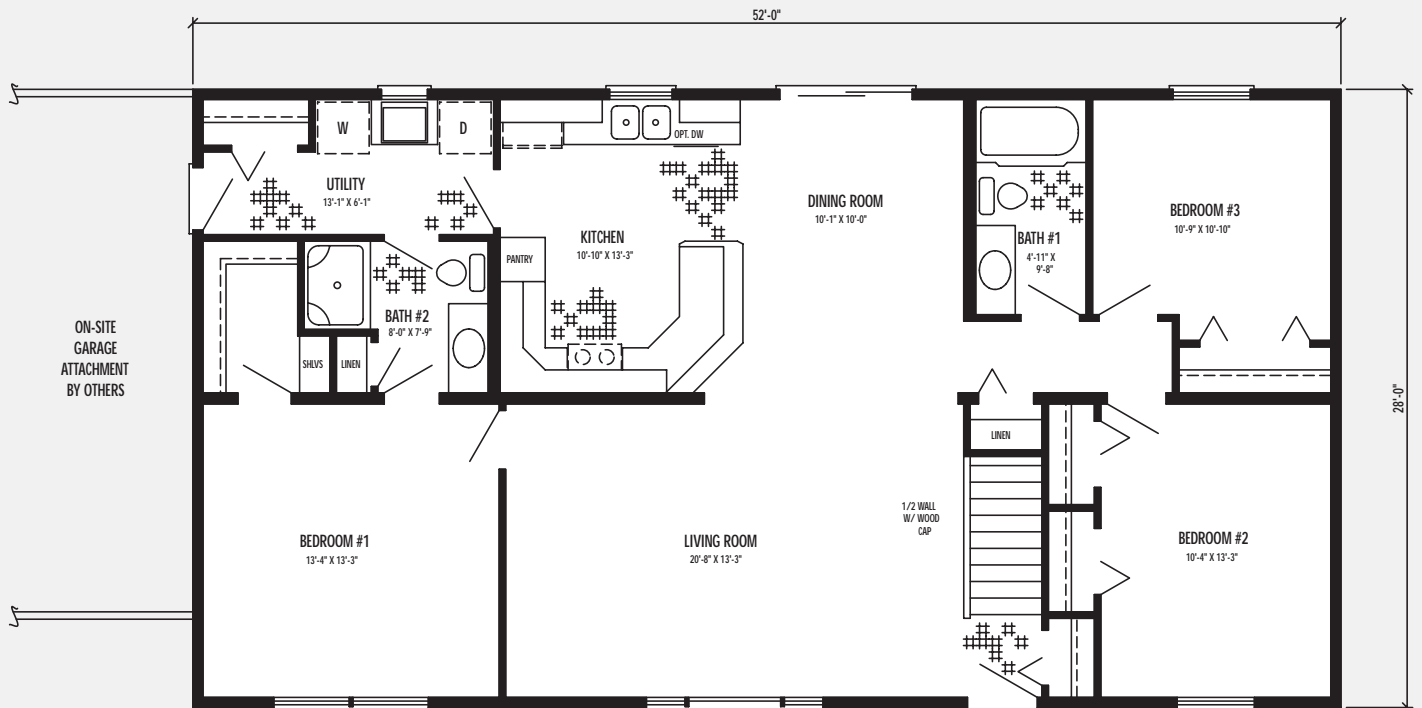 52'-0"
W
D
OPT. DW
UTILITY
13'-1" X 6'-1"
DINING ROOM
10'-1" X 10'-0"
BEDROOM #3
10'-9" X 10'-10"
KITCHEN
10'-10" X 13'-3"
BATH #1
4'-11" X
9'-8"
PANTRY
BATH #2
8'-0" X 7'-9"
ON-SITE
GARAGE
ATTACHMENT
BY OTHERS
SHLVS
LINEN
28'-0"
LINEN
1/2 WALL
W/ WOOD
CAP
BEDROOM #1
13'-4" X 13'-3"
LIVING ROOM
20'-8" X 13'-3"
BEDROOM #2
10'-4" X 13'-3"